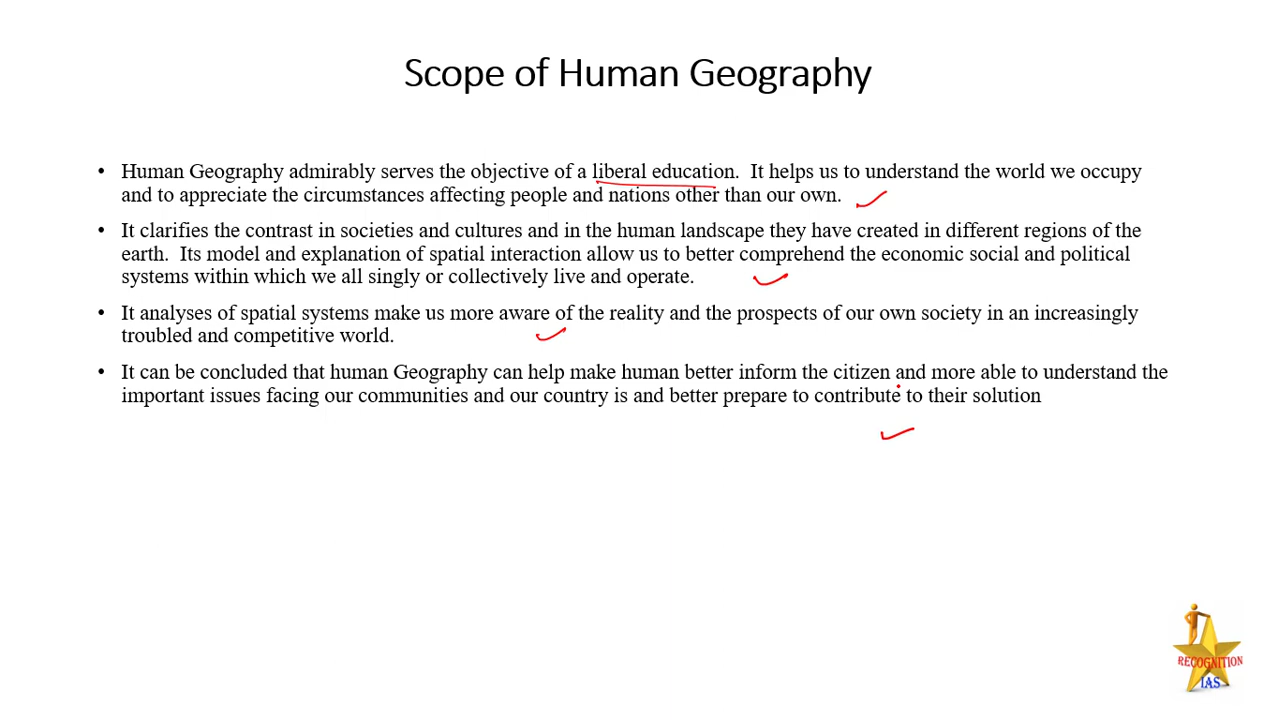 Scope of Human Geography
• Human Geography admirably serves the objective of a liberal education. It helps us to understand the world we occupy
and to appreciate the circumstances affecting people and nations other than our own.
• It clarifies the contrast in societies and cultures and in the human landscape they have created in different regions of the
earth. Its model and explanation of spatial interaction allow us to better comprehend the economic social and political
systems within which we all singly or collectively live and operate.
• It analyses of spatial systems make us more aware of the reality and the prospects of our own society in an increasingly
troubled and competitive world.
• It can be concluded that human Geography can help make human better inform the citizen and more able to understand the
important issues facing our communities and our country is and better prepare to contribute to their solution
RECOGNITION
IAS